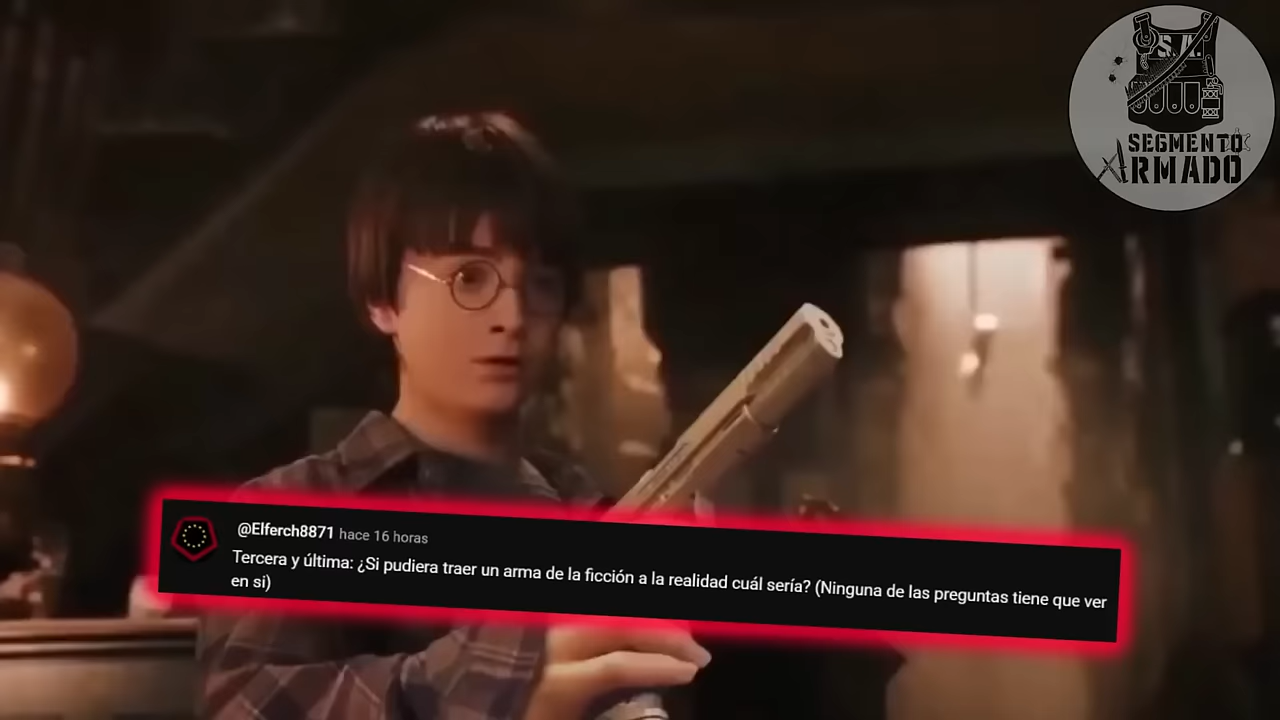 S.A.
SEGMENTO
ARMADO
@Elferch8871 hace 16 horas
Tercera y última: ¿Si pudiera traer un arma de la ficción a la realidad cuál sería? (Ninguna de las preguntas tiene que ver
en si)